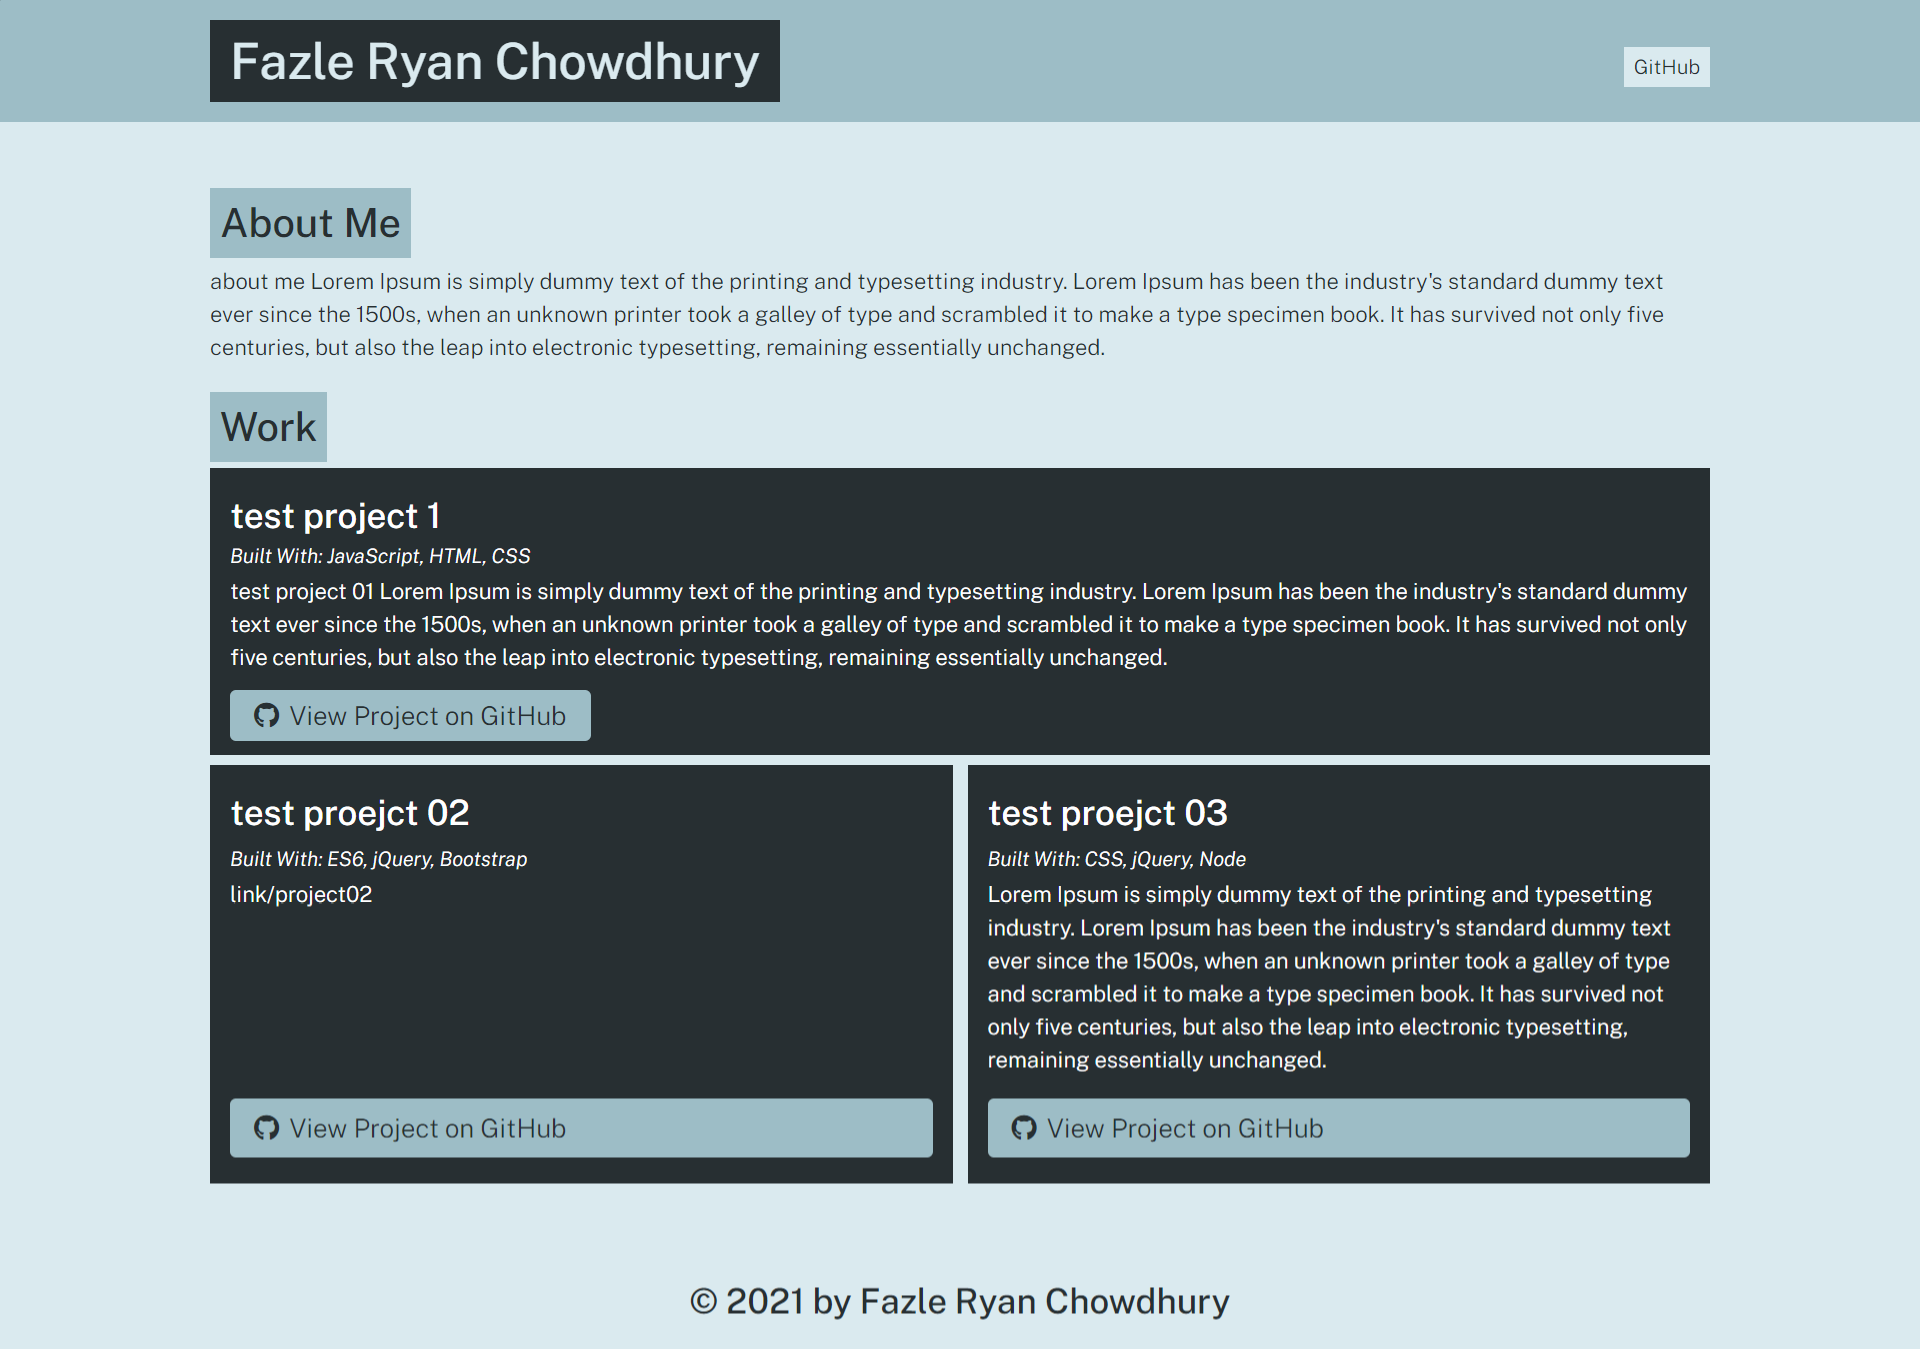 Fazle Ryan Chowdhury
GitHub
About Me
about me Lorem Ipsum is simply dummy text of the printing and typesetting industry. Lorem Ipsum has been the industry's standard dummy text
ever since the 1500s, when an unknown printer took a galley of type and scrambled it to make a type specimen book. It has survived not only five
centuries, but also the leap into electronic typesetting, remaining essentially unchanged.
Work
test project 1
Built With: JavaScript, HTML, CSS
test project 01 Lorem Ipsum is simply dummy text of the printing and typesetting industry. Lorem Ipsum has been the industry's standard dummy
text ever since the 1500s, when an unknown printer took a galley of type and scrambled it to make a type specimen book. It has survived not only
five centuries, but also the leap into electronic typesetting, remaining essentially unchanged.
View Project on GitHub
test proejct 02
Built With: ES6, jQuery, Bootstrap
link/project02
View Project on GitHub
test proejct 03
Built With: CSS, jQuery, Node
Lorem Ipsum is simply dummy text of the printing and typesetting
industry. Lorem Ipsum has been the industry's standard dummy text
ever since the 1500s, when an unknown printer took a galley of type
and scrambled it to make a type specimen book. It has survived not
only five centuries, but also the leap into electronic typesetting,
remaining essentially unchanged.
View Project on GitHub
© 2021 by Fazle Ryan Chowdhury